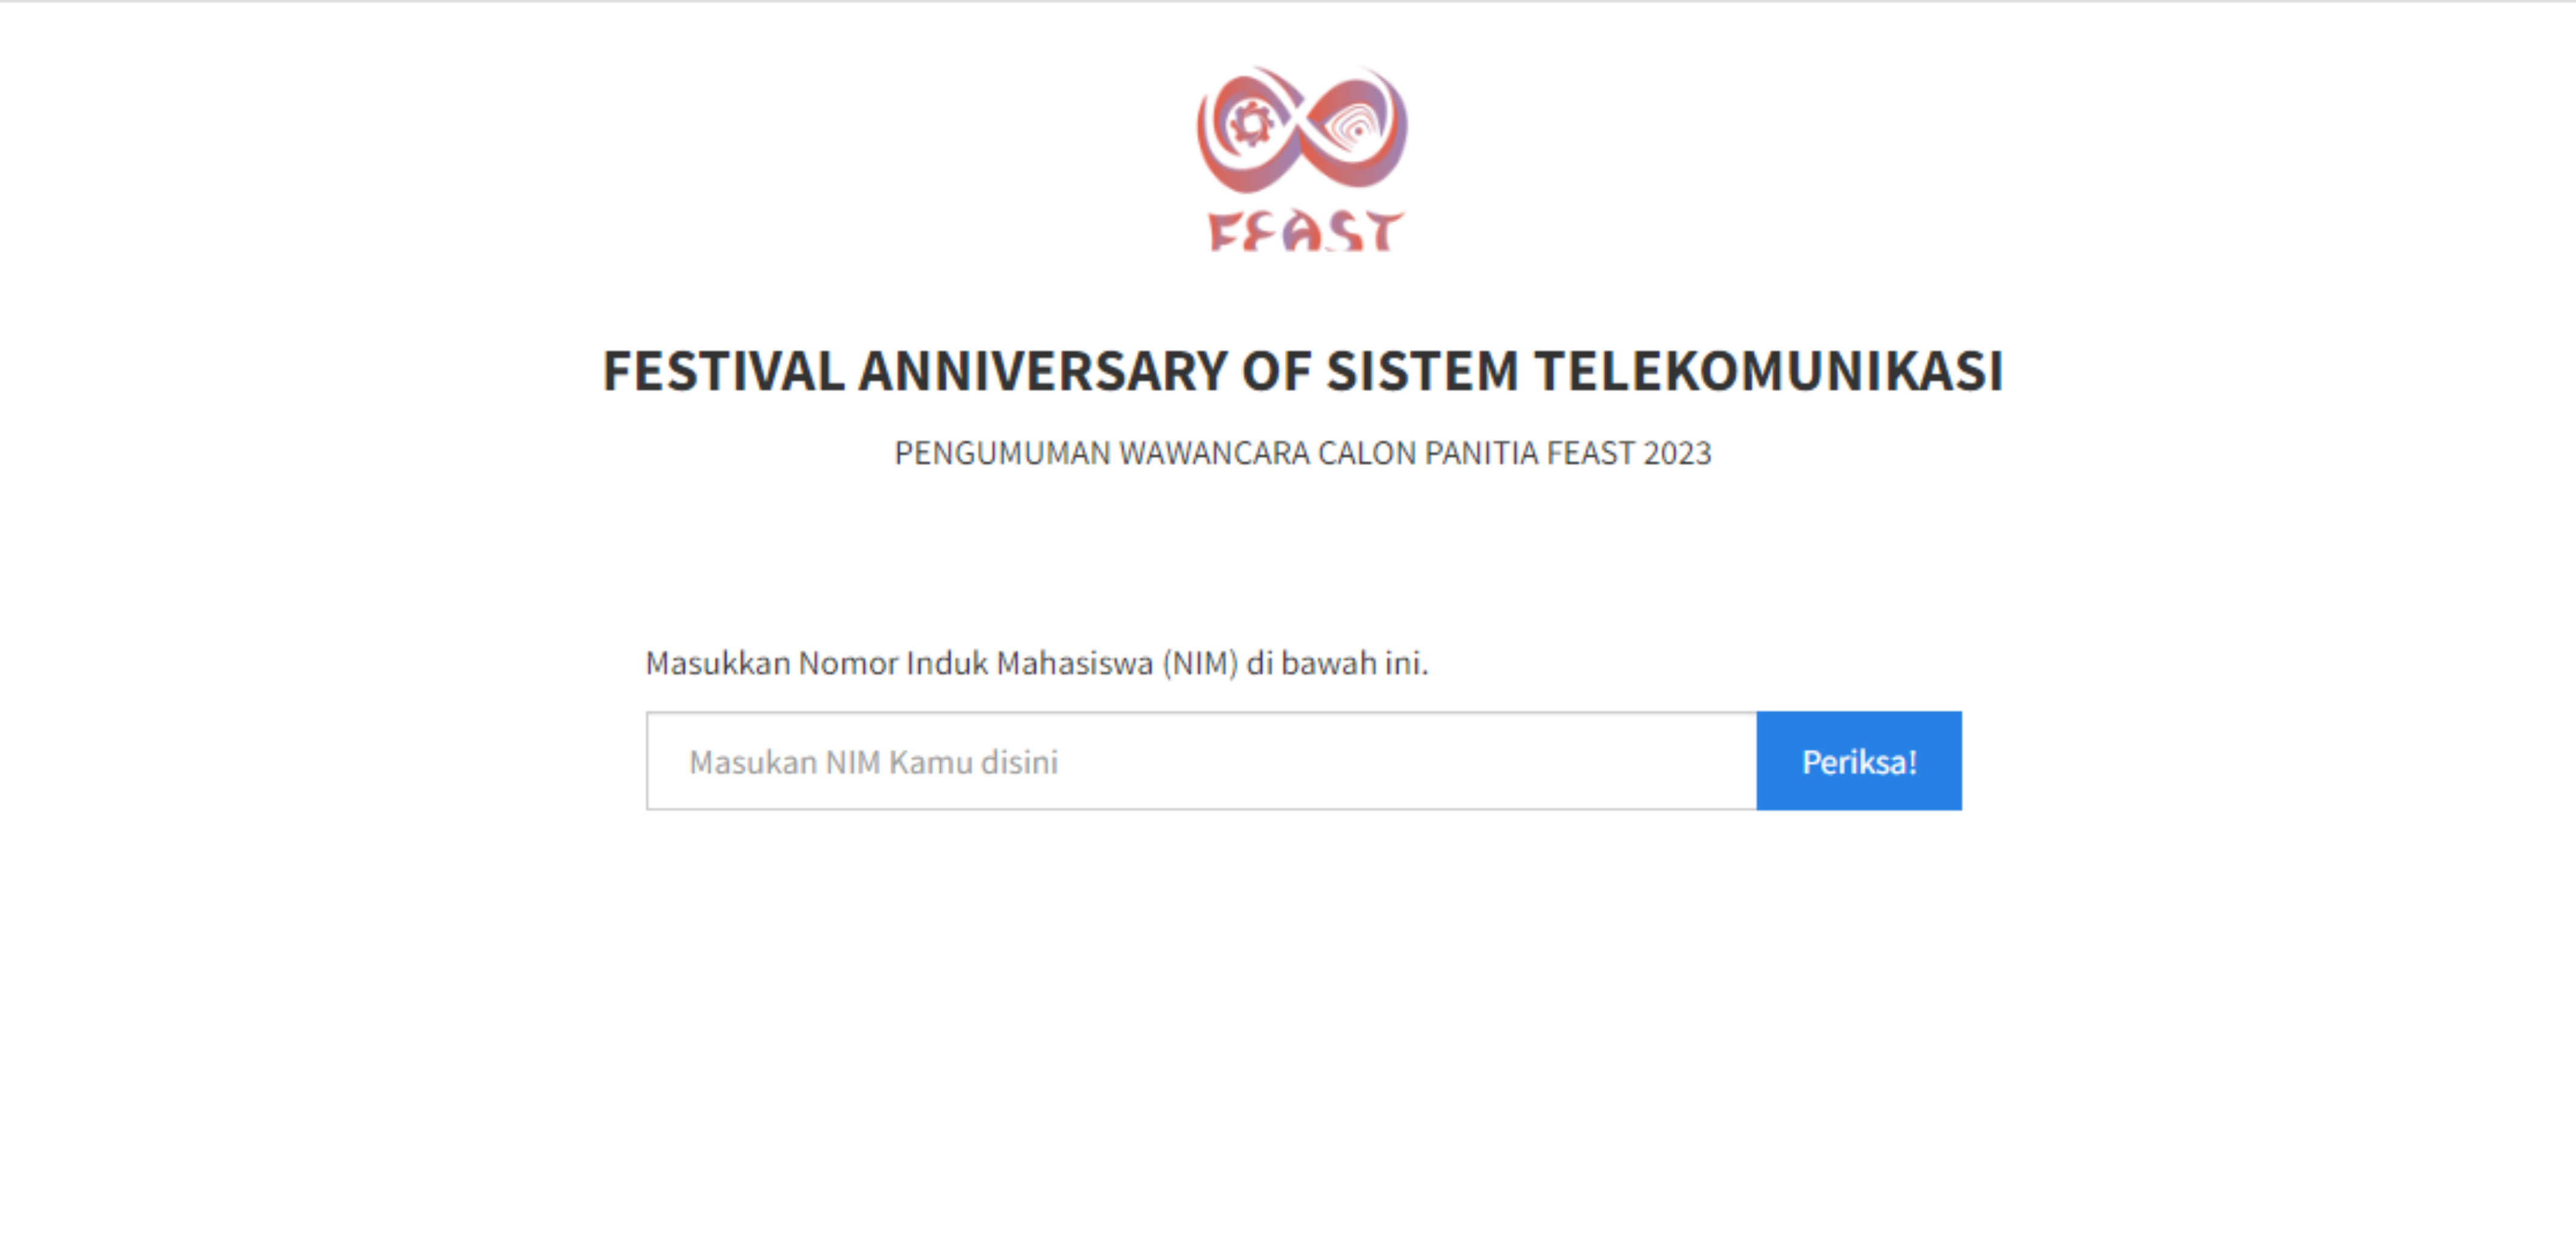 FEAST
FESTIVAL ANNIVERSARY OF SISTEM TELEKOMUNIKASI
PENGUMUMAN WAWANCARA CALON PANITIA FEAST 2023
Masukkan Nomor Induk Mahasiswa (NIM) di bawah ini.
Masukan NIM Kamu disini
Periksa!